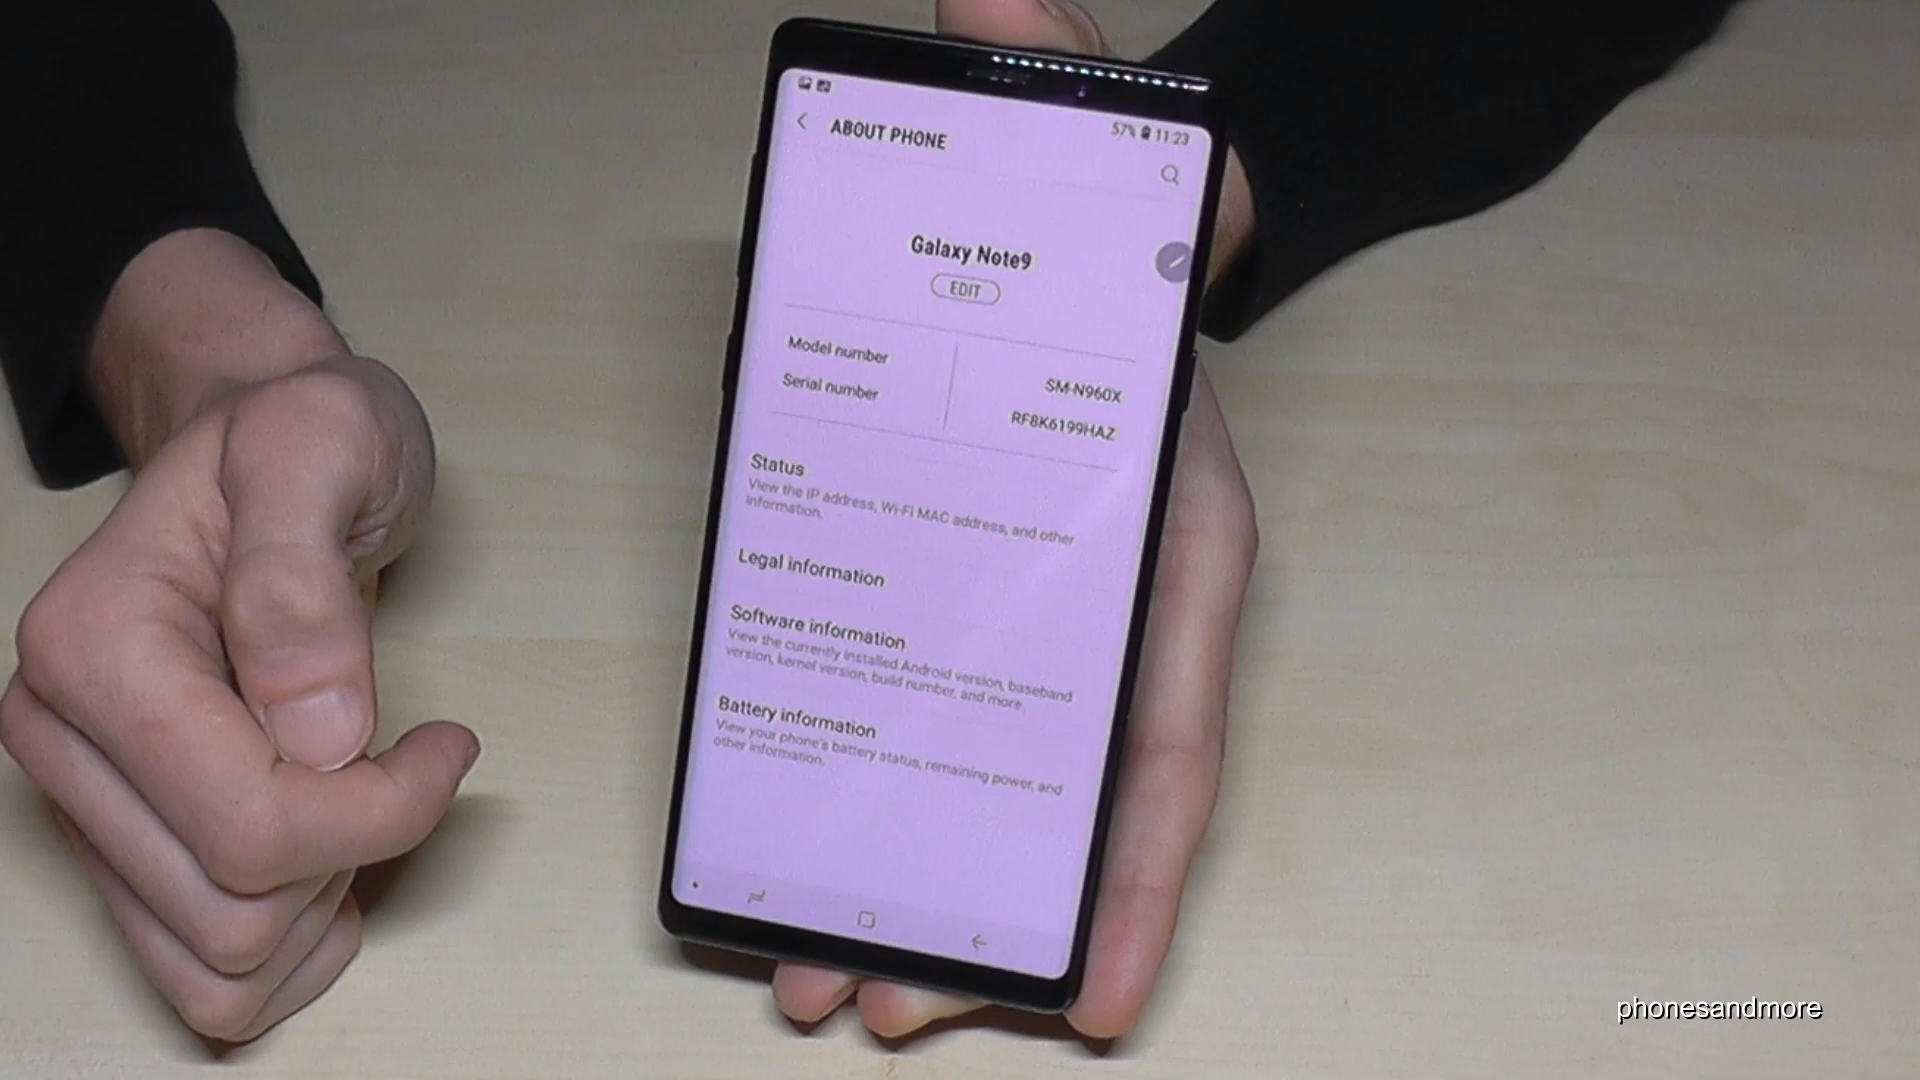 57% 11:23
ABOUT PHONE
Galaxy Note9
EDIT
Model number
SM-N960X
Serial number
RF8K6199HAZ
Status
View the IP address, Wi-Fi MAC address, and other
information.
Legal information
Software information
View the currently installed Android version, baseband
version, kernel version, build number, and more.
Battery information
View your phone's battery status, remaining power, and
other information.
phonesandmore